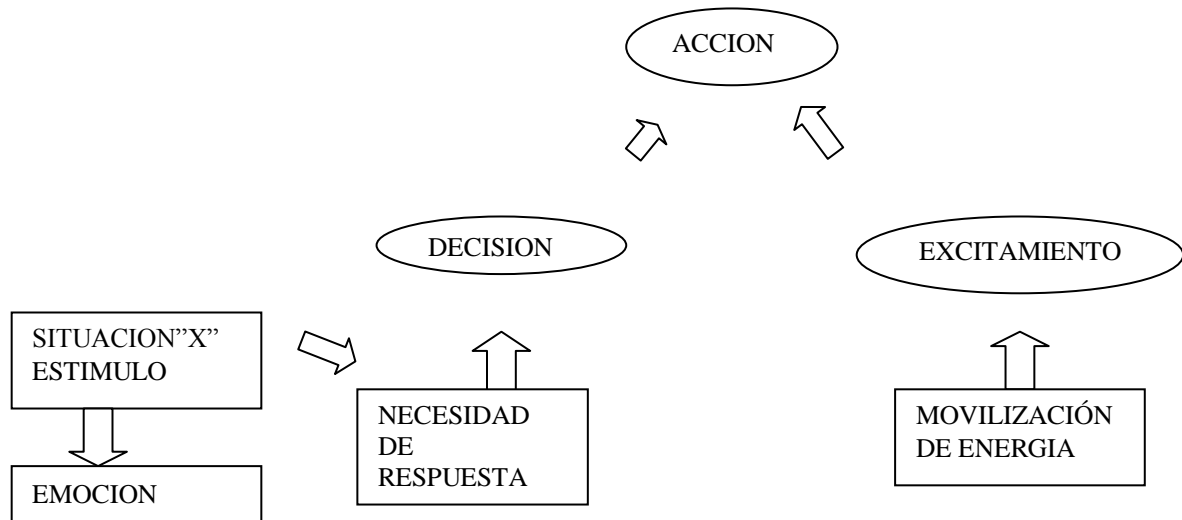 ACCION
DECISION
EXCITAMIENTO
SITUACION”X”
ESTIMULO
NECESIDAD
DE
RESPUESTA
MOVILIZACIÓN
DE ENERGIA
EMOCION